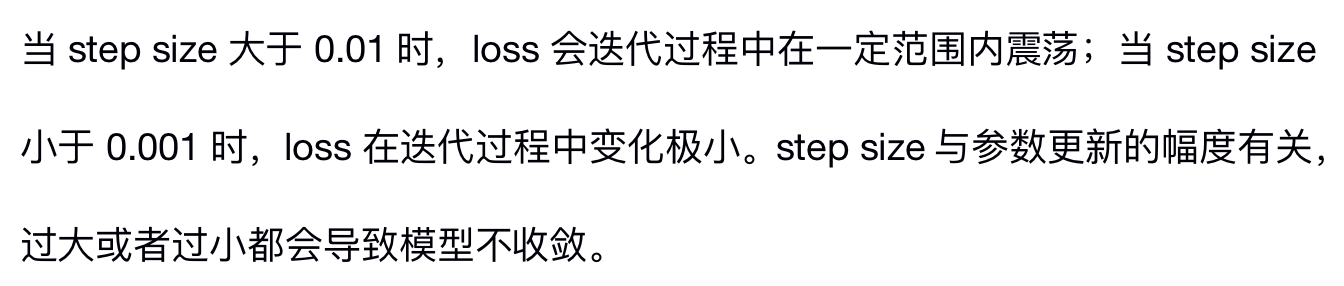 当 step size 大于 0.01 时，loss 会迭代过程中在一定范围内震荡；当 step size
小于 0.001 时，loss 在迭代过程中变化极小。step size 与参数更新的幅度有关，
过大或者过小都会导致模型不收敛。